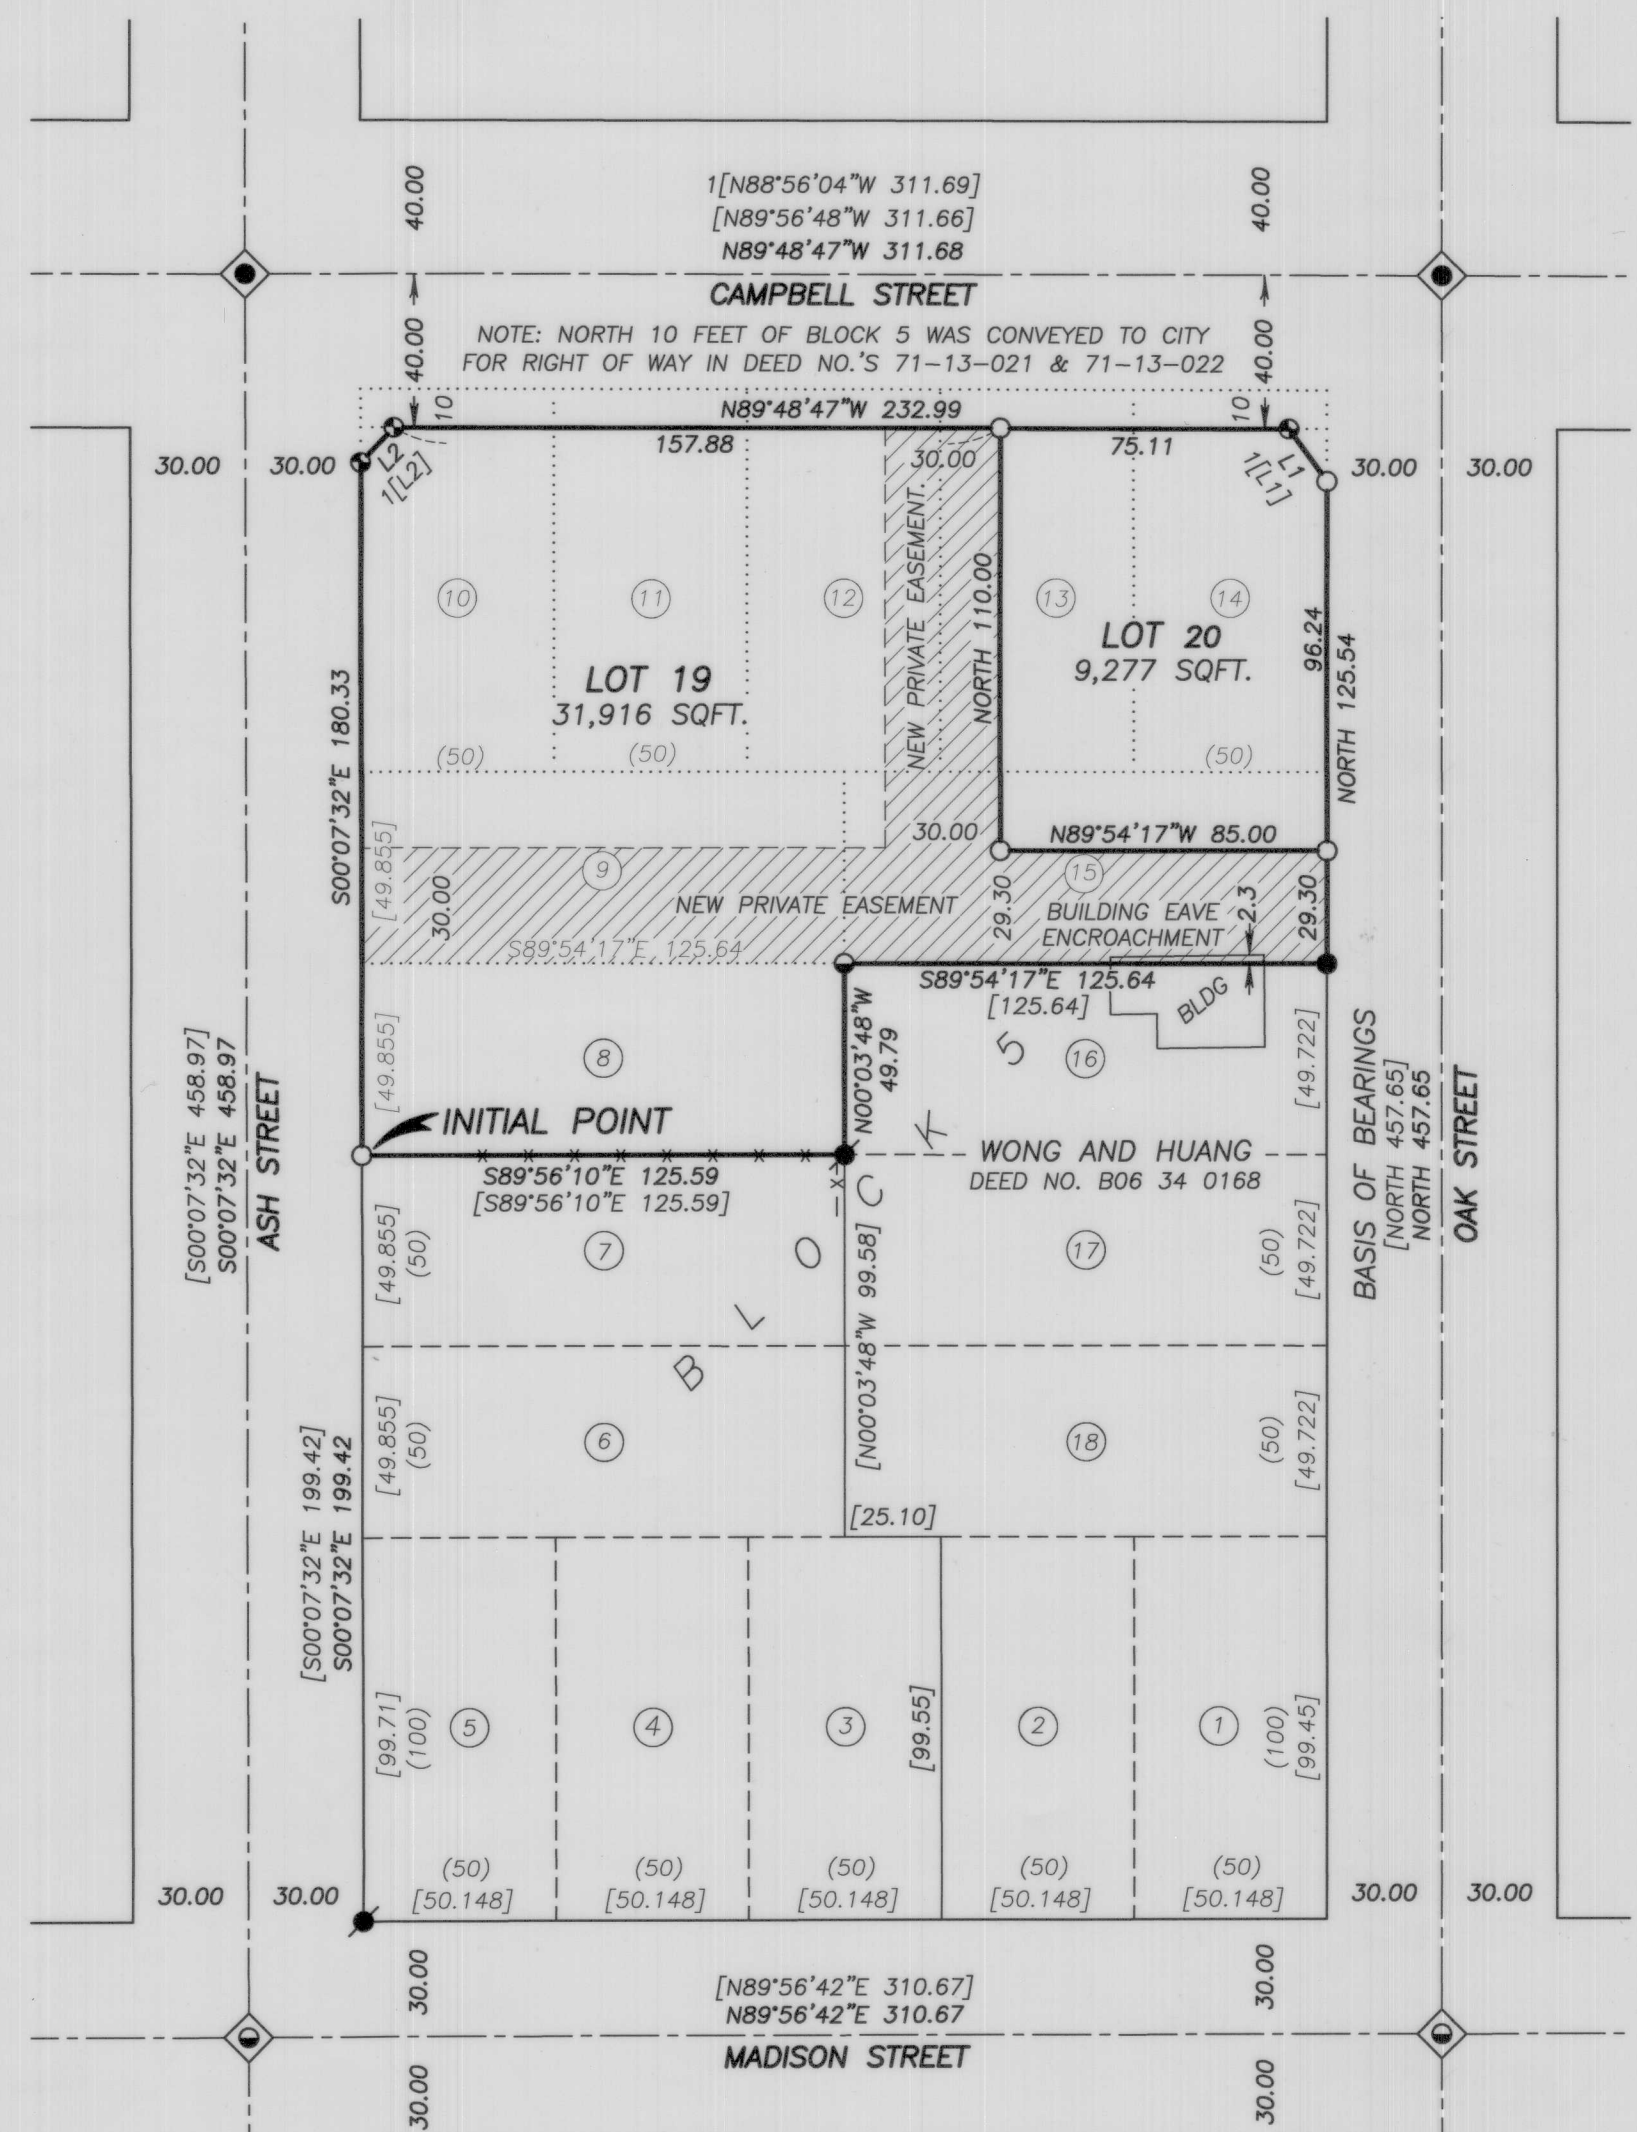 40.00
1[N88°56'04"W 311.69]
[N89°56'48"W 311.66]
N89°48'47"W 311.68
40.00
CAMPBELL STREET
NOTE: NORTH 10 FEET OF BLOCK 5 WAS CONVEYED TO CITY
FOR RIGHT OF WAY IN DEED NO.'S 71-13-021 & 71-13-022
40.00
40.00
10
N89°48'47"W 232.99
10
157.88
30.00
75.11
30.00
30.00
L2
1[L2]
L1
1[L1]
30.00
30.00
NEW PRIVATE EASEMENT.
NORTH 110.00
10
11
12
13
14
LOT 19
31,916 SQFT.
LOT 20
9,277 SQFT.
96.24
NORTH 125.54
S00°07'32"E 180.33
(50)
(50)
(50)
[49.855]
30.00
N89°54'17"W 85.00
9
15
30.00
NEW PRIVATE EASEMENT
29.30
BUILDING EAVE
ENCROACHMENT
2.3
29.30
S89°54'17"E 125.64
S89°54'17"E 125.64
[125.64]
BLDG
[49.855]
8
N00°03'48"W
49.79
16
[49.722]
[S00°07'32"E 458.97]
S00°07'32"E 458.97
ASH STREET
INITIAL POINT
S89°56'10"E 125.59
[S89°56'10"E 125.59]
WONG AND HUANG
DEED NO. B06 34 0168
BASIS OF BEARINGS
[NORTH 457.65]
NORTH 457.65
OAK STREET
[49.855]
(50)
7
[N00°03'48"W 99.58]
17
(50)
[49.722]
BLOCK 5
[49.855]
(50)
6
18
(50)
[49.722]
[25.10]
[S00°07'32"E 199.42]
S00°07'32"E 199.42
[99.71]
(100)
5
4
3
[99.55]
2
1
(100)
[99.45]
(50)
(50)
(50)
(50)
(50)
[50.148]
[50.148]
[50.148]
[50.148]
[50.148]
30.00
30.00
30.00
30.00
30.00
[N89°56'42"E 310.67]
N89°56'42"E 310.67
30.00
MADISON STREET
30.00
30.00